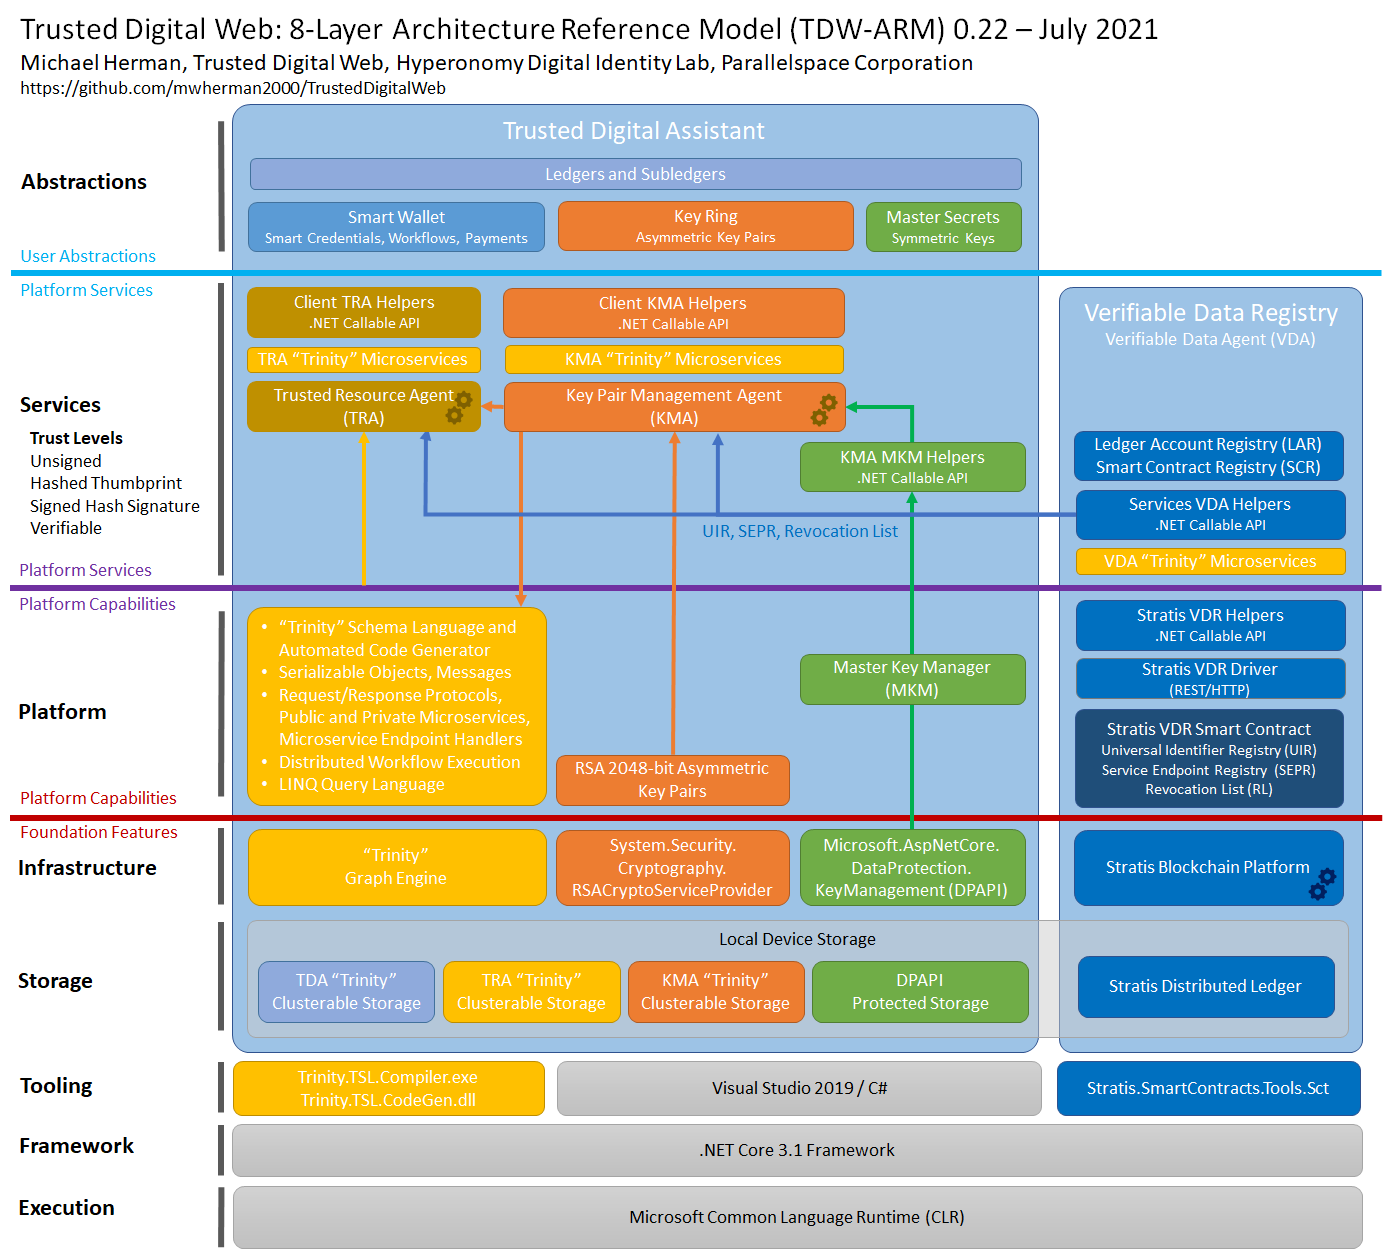 Trusted Digital Web: 8-Layer Architecture Reference Model (TDW-ARM) 0.22 – July 2021
Michael Herman, Trusted Digital Web, Hyperonomy Digital Identity Lab, Parallelspace Corporation
https://github.com/mwherman2000/TrustedDigitalWeb
Trusted Digital Assistant
Abstractions
Ledgers and Subledgers
Smart Wallet
Smart Credentials, Workflows, Payments
Key Ring
Asymmetric Key Pairs
Master Secrets
Symmetric Keys
User Abstractions
Platform Services
Client TRA Helpers
.NET Callable API
Client KMA Helpers
.NET Callable API
Verifiable Data Registry
Verifiable Data Agent (VDA)
TRA “Trinity” Microservices
KMA “Trinity” Microservices
Services
Trusted Resource Agent
(TRA)
Key Pair Management Agent
(KMA)
Trust Levels
Unsigned
Hashed Thumbprint
Signed Hash Signature
Verifiable
KMA MKM Helpers
.NET Callable API
Ledger Account Registry (LAR)
Smart Contract Registry (SCR)
Services VDA Helpers
.NET Callable API
UIR, SEPR, Revocation List
VDA “Trinity” Microservices
Platform Services
Platform Capabilities
• “Trinity” Schema Language and
Automated Code Generator
• Serializable Objects, Messages
• Request/Response Protocols,
Public and Private Microservices,
Microservice Endpoint Handlers
• Distributed Workflow Execution
• LINQ Query Language
Stratis VDR Helpers
.NET Callable API
Master Key Manager
(MKM)
Stratis VDR Driver
(REST/HTTP)
Platform
Stratis VDR Smart Contract
Universal Identifier Registry (UIR)
Service Endpoint Registry (SEPR)
Revocation List (RL)
RSA 2048-bit Asymmetric
Key Pairs
Platform Capabilities
Foundation Features
Infrastructure
“Trinity”
Graph Engine
System.Security.
Cryptography.
RSACryptoServiceProvider
Microsoft.AspNetCore.
DataProtection.
KeyManagement (DPAPI)
Stratis Blockchain Platform
Local Device Storage
Storage
TDA “Trinity”
Clusterable Storage
TRA “Trinity”
Clusterable Storage
KMA “Trinity”
Clusterable Storage
DPAPI
Protected Storage
Stratis Distributed Ledger
Tooling
Trinity.TSL.Compiler.exe
Trinity.TSL.CodeGen.dll
Visual Studio 2019 / C#
Stratis.SmartContracts.Tools.Sct
Framework
.NET Core 3.1 Framework
Execution
Microsoft Common Language Runtime (CLR)